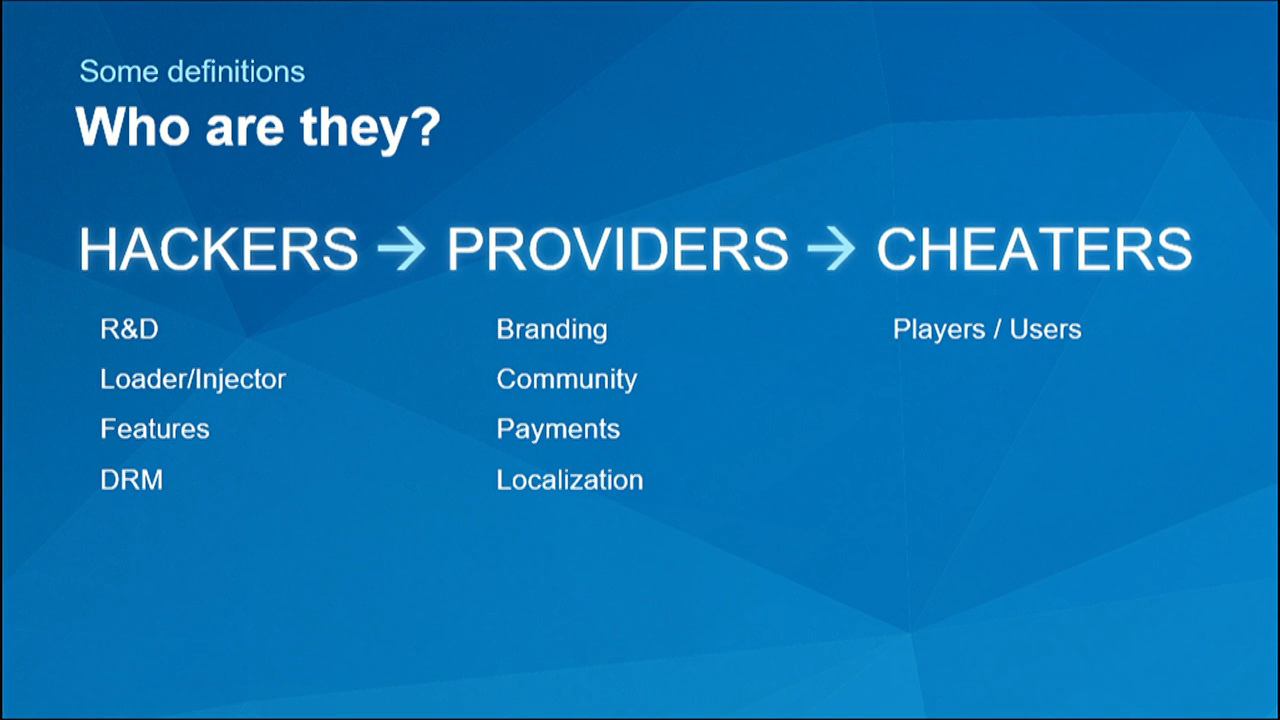 Some definitions
Who are they?
HACKERS → PROVIDERS → CHEATERS
R&D
Loader/Injector
Features
DRM
Branding
Community
Payments
Localization
Players / Users